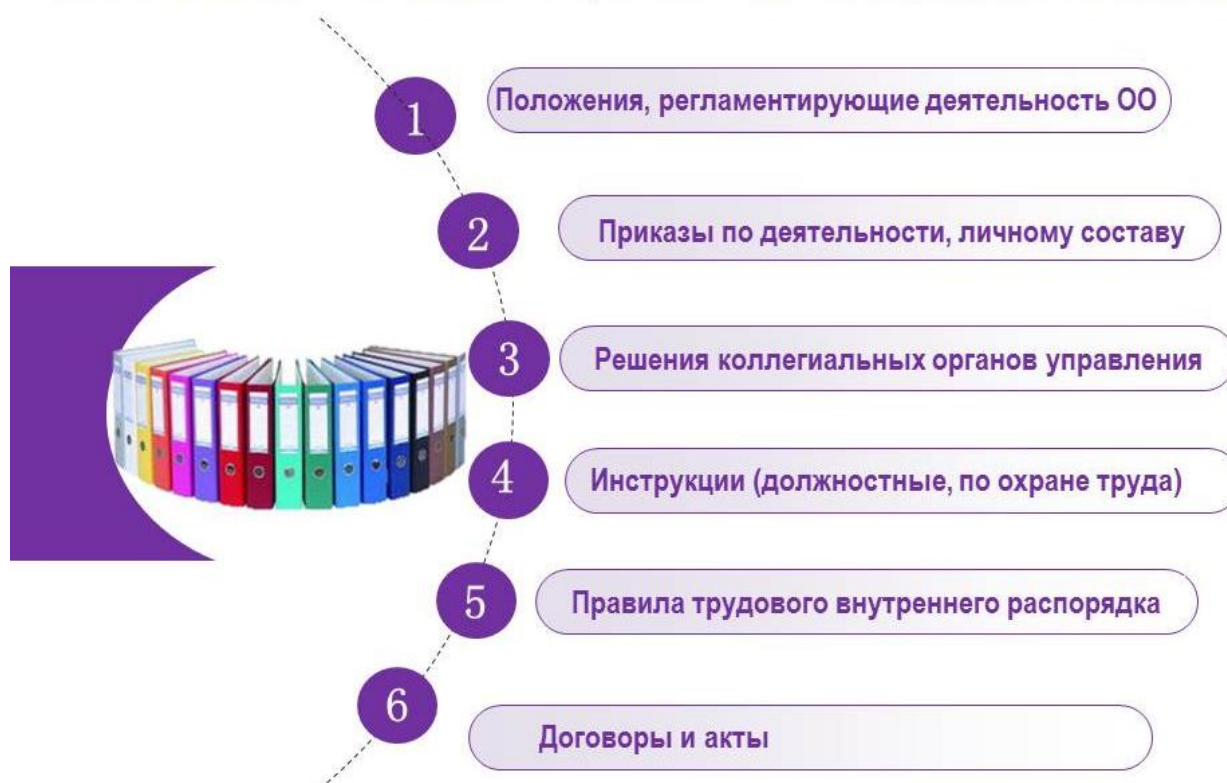 1
Положения, регламентирующие деятельность ОО
2
Приказы по деятельности, личному составу
3
Решения коллегиальных органов управления
4
Инструкции (должностные, по охране труда)
5
Правила трудового внутреннего распорядка
6
Договоры и акты